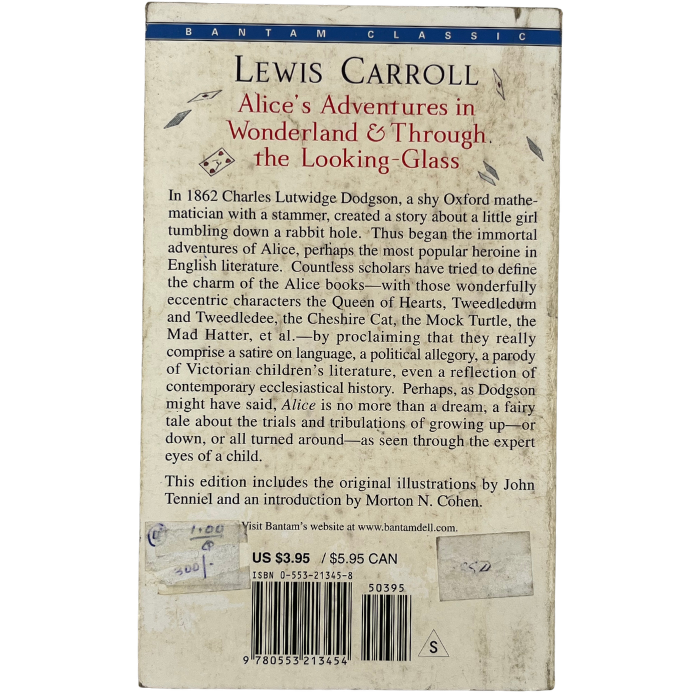 BANTAM CLASSIC
LEWIS CARROLL
Alice's Adventures in
Wonderland & Through
the Looking-Glass
In 1862 Charles Lutwidge Dodgson, a shy Oxford mathe-
matician with a stammer, created a story about a little girl
tumbling down a rabbit hole. Thus began the immortal
adventures of Alice, perhaps the most popular heroine in
English literature. Countless scholars have tried to define
the charm of the Alice books—with those wonderfully
eccentric characters the Queen of Hearts, Tweedledum
and Tweedledee, the Cheshire Cat, the Mock Turtle, the
Mad Hatter, et al.—by proclaiming that they really
comprise a satire on language, a political allegory, a parody
of Victorian children's literature, even a reflection of
contemporary ecclesiastical history. Perhaps, as Dodgson
might have said, Alice is no more than a dream, a fairy
tale about the trials and tribulations of growing up—or
down, or all turned around—as seen through the expert
eyes of a child.
This edition includes the original illustrations by John
Tenniel and an introduction by Morton N. Cohen.
Visit Bantam's website at www.bantamdell.com.
1.00
300/-
US $3.95 / $5.95 CAN
ISBN 0-553-21345-8
50395
9 780553 213454
S